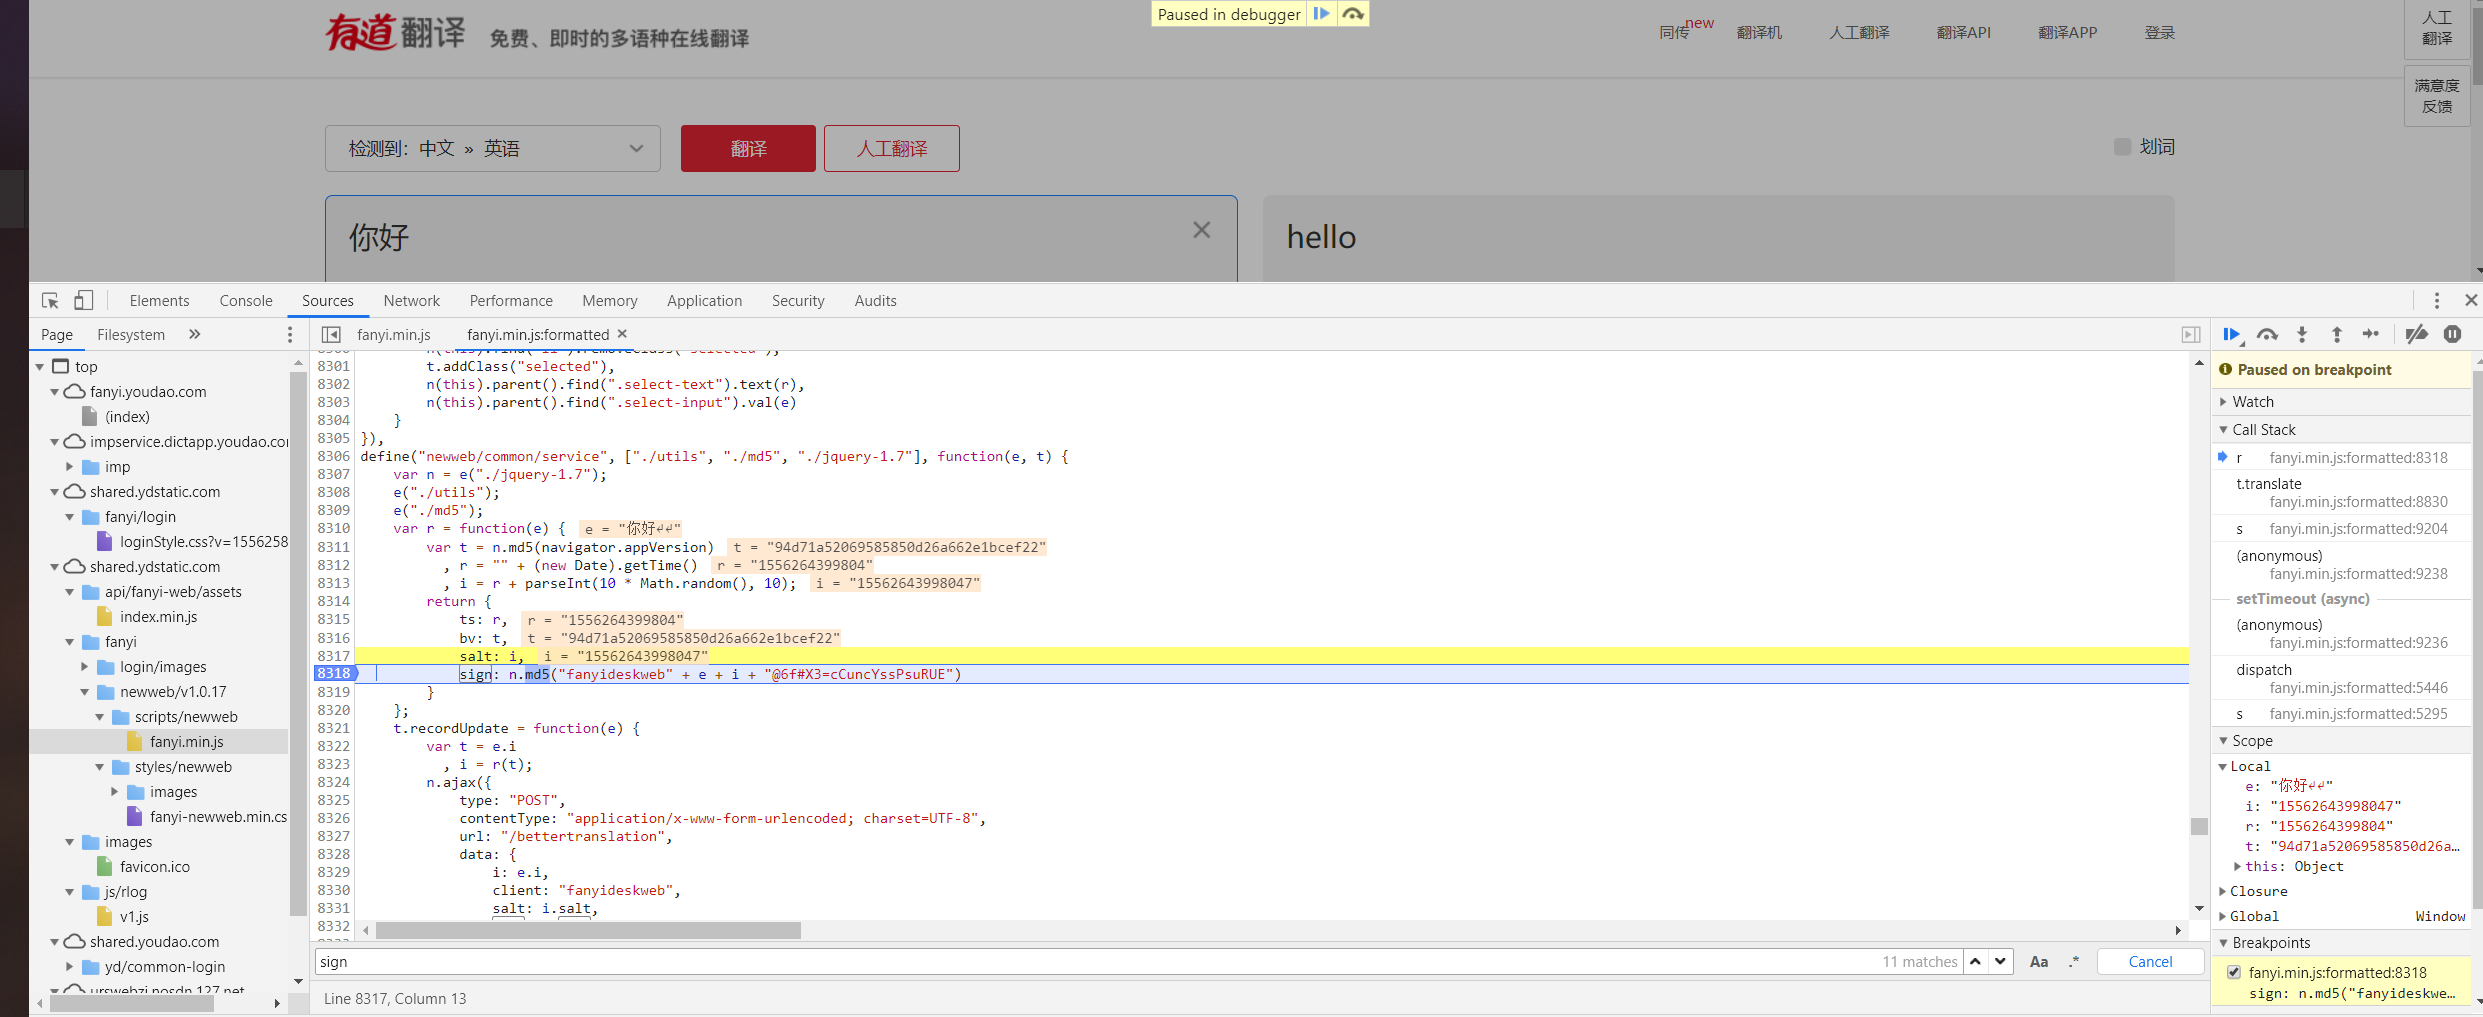 有道翻译 免费、即时的多语种在线翻译
Paused in debugger
同传 new 翻译机 人工翻译 翻译API 翻译APP 登录
人工
翻译
满意度
反馈
检测到：中文 » 英语
翻译
人工翻译
划词
你好
hello
Elements Console Sources Network Performance Memory Application Security Audits
Page Filesystem »
fanyi.min.js fanyi.min.js:formatted
top
fanyi.youdao.com
(index)
impservice.dictapp.youdao.co
imp
shared.ydstatic.com
fanyi/login
loginStyle.css?v=1556258
shared.ydstatic.com
api/fanyi-web/assets
index.min.js
fanyi
login/images
newweb/v1.0.17
scripts/newweb
fanyi.min.js
styles/newweb
images
fanyi-newweb.min.cs
images
favicon.ico
js/rlog
v1.js
shared.youdao.com
yd/common-login
8301 t.addClass("selected"),
8302 n(this).parent().find(".select-text").text(r),
8303 n(this).parent().find(".select-input").val(e)
8304 }
8305 }),
8306 define("newweb/common/service", ["./utils", "./md5", "./jquery-1.7"], function(e, t) {
8307 var n = e("./jquery-1.7");
8308 e("./utils");
8309 e("./md5");
8310 var r = function(e) { e = "你好↵↵"
8311 var t = n.md5(navigator.appVersion) t = "94d71a52069585850d26a662e1bcef22"
8312 , r = "" + (new Date).getTime() r = "1556264399804"
8313 , i = r + parseInt(10 * Math.random(), 10); i = "15562643998047"
8314 return {
8315 ts: r, r = "1556264399804"
8316 bv: t, t = "94d71a52069585850d26a662e1bcef22"
8317 salt: i, i = "15562643998047"
8318 sign: n.md5("fanyideskweb" + e + i + "@6f#X3=cCuncYssPsuRUE")
8319 }
8320 };
8321 t.recordUpdate = function(e) {
8322 var t = e.i
8323 , i = r(t);
8324 n.ajax({
8325 type: "POST",
8326 contentType: "application/x-www-form-urlencoded; charset=UTF-8",
8327 url: "/bettertranslation",
8328 data: {
8329 i: e.i,
8330 client: "fanyideskweb",
8331 salt: i.salt,
8332
sign 11 matches Aa .* Cancel
Line 8317, Column 13
Paused on breakpoint
Watch
Call Stack
r fanyi.min.js:formatted:8318
t.translate
fanyi.min.js:formatted:8830
s fanyi.min.js:formatted:9204
(anonymous)
fanyi.min.js:formatted:9238
setTimeout (async)
(anonymous)
fanyi.min.js:formatted:9236
dispatch
fanyi.min.js:formatted:5446
s fanyi.min.js:formatted:5295
Scope
Local
e: "你好↵↵"
i: "15562643998047"
r: "1556264399804"
t: "94d71a52069585850d26a…
this: Object
Closure
Global Window
Breakpoints
fanyi.min.js:formatted:8318
sign: n.md5("fanyideskwe…